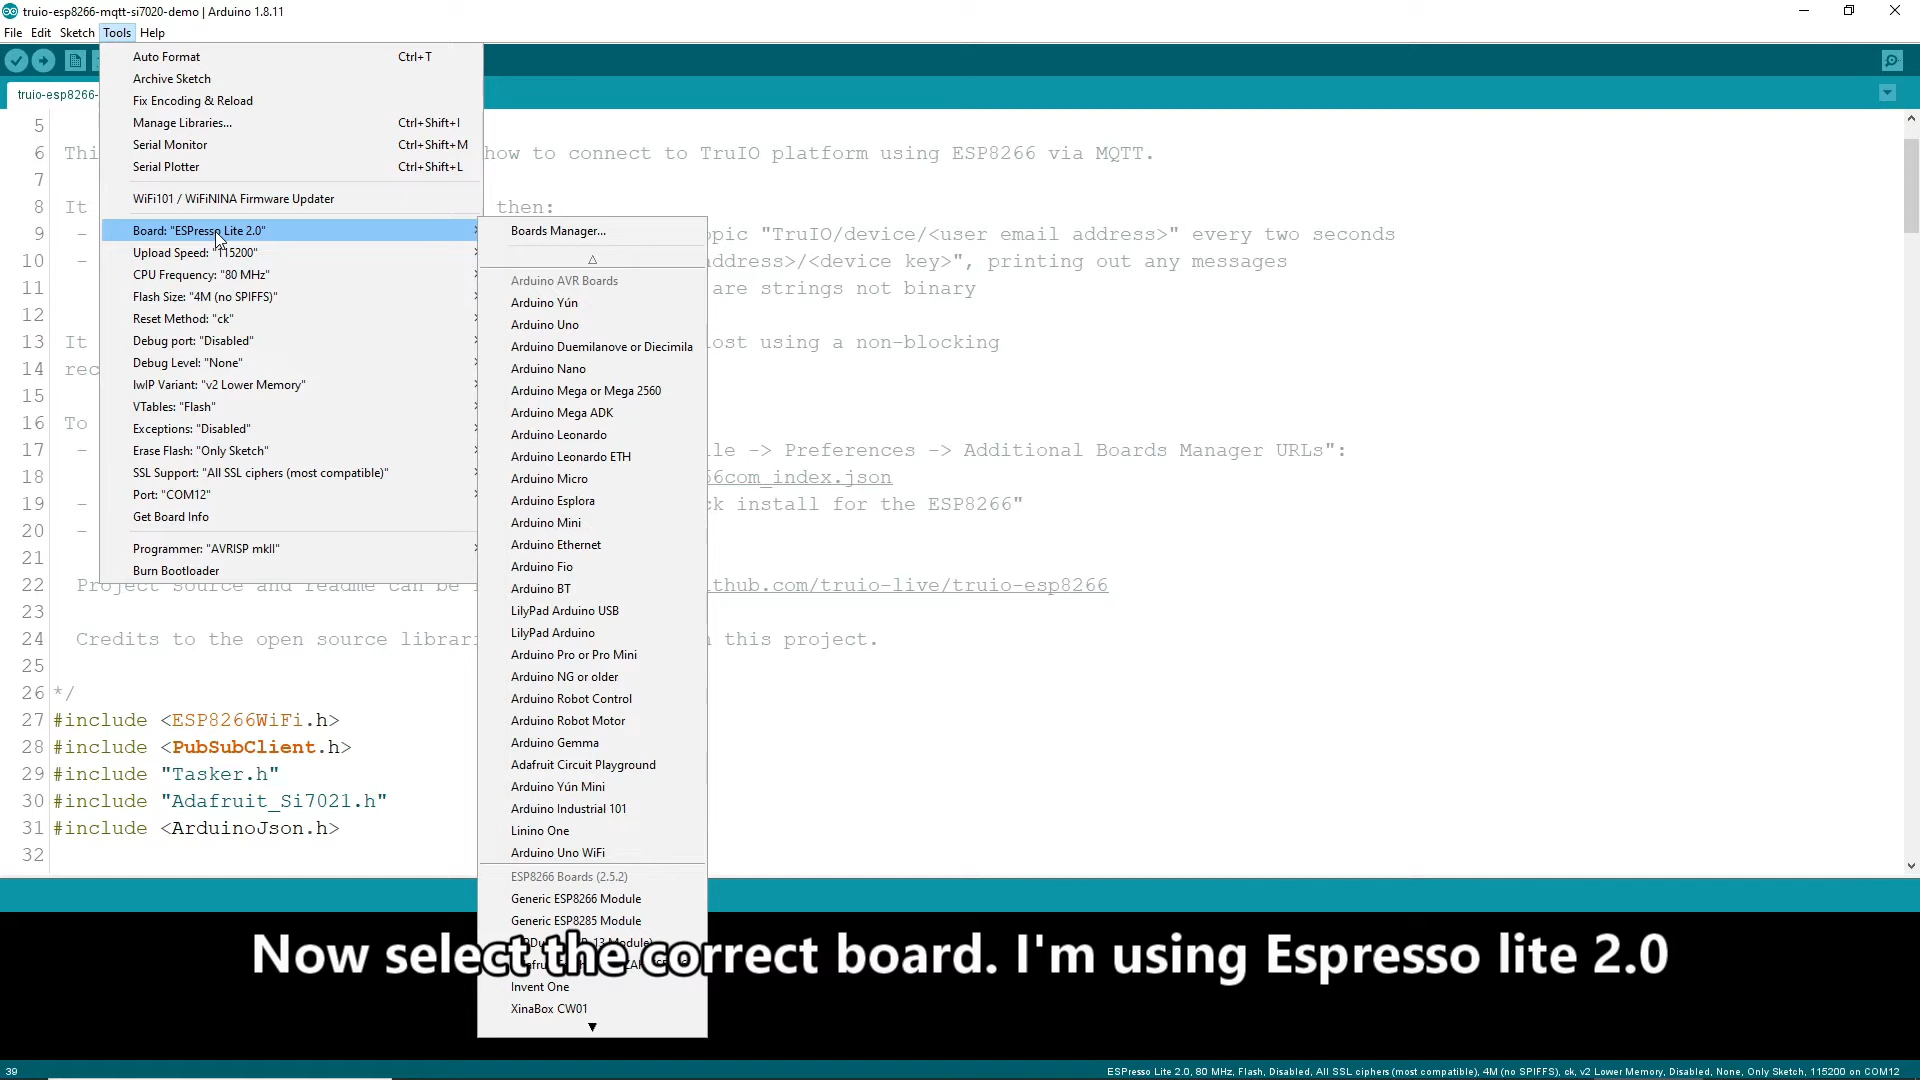 truio-esp8266-mqtt-si7020-demo | Arduino 1.8.11
File Edit Sketch Tools Help
truio-esp8266-
Auto Format Ctrl+T
Archive Sketch
Fix Encoding & Reload
Manage Libraries... Ctrl+Shift+I
Serial Monitor Ctrl+Shift+M
Serial Plotter Ctrl+Shift+L
WiFi101 / WiFiNINA Firmware Updater
Board: "ESPresso Lite 2.0"
Upload Speed: "115200"
CPU Frequency: "80 MHz"
Flash Size: "4M (no SPIFFS)"
Reset Method: "ck"
Debug port: "Disabled"
Debug Level: "None"
IwIP Variant: "v2 Lower Memory"
VTables: "Flash"
Exceptions: "Disabled"
Erase Flash: "Only Sketch"
SSL Support: "All SSL ciphers (most compatible)"
Port: "COM12"
Get Board Info
Programmer: "AVRISP mkII"
Burn Bootloader
Boards Manager...
Arduino AVR Boards
Arduino Yún
Arduino Uno
Arduino Duemilanove or Diecimila
Arduino Nano
Arduino Mega or Mega 2560
Arduino Mega ADK
Arduino Leonardo
Arduino Leonardo ETH
Arduino Micro
Arduino Esplora
Arduino Mini
Arduino Ethernet
Arduino Fio
Arduino BT
LilyPad Arduino USB
LilyPad Arduino
Arduino Pro or Pro Mini
Arduino NG or older
Arduino Robot Control
Arduino Robot Motor
Arduino Gemma
Adafruit Circuit Playground
Arduino Yún Mini
Arduino Industrial 101
Linino One
Arduino Uno WiFi
ESP8266 Boards (2.5.2)
Generic ESP8266 Module
Generic ESP8285 Module
Invent One
XinaBox CW01
5
6 Thi how to connect to TruIO platform using ESP8266 via MQTT.
7
8 It then:
9 - pic "TruIO/device/<user email address>" every two seconds
10 - ddress>/<device key>", printing out any messages
11 are strings not binary
12
13 It ost using a non-blocking
14 rec
15
16 To
17 - le -> Preferences -> Additional Boards Manager URLs":
18 66com_index.json
19 - ck install for the ESP8266"
20 -
21
22 Project source and readme can be thub.com/truio-live/truio-esp8266
23
24 Credits to the open source librari this project.
25
26 */
27 #include <ESP8266WiFi.h>
28 #include <PubSubClient.h>
29 #include "Tasker.h"
30 #include "Adafruit_Si7021.h"
31 #include <ArduinoJson.h>
32
Now select the correct board. I'm using Espresso lite 2.0
39 ESPresso Lite 2.0, 80 MHz, Flash, Disabled, All SSL ciphers (most compatible), 4M (no SPIFFS), ck, v2 Lower Memory, Disabled, None, Only Sketch, 115200 on COM12